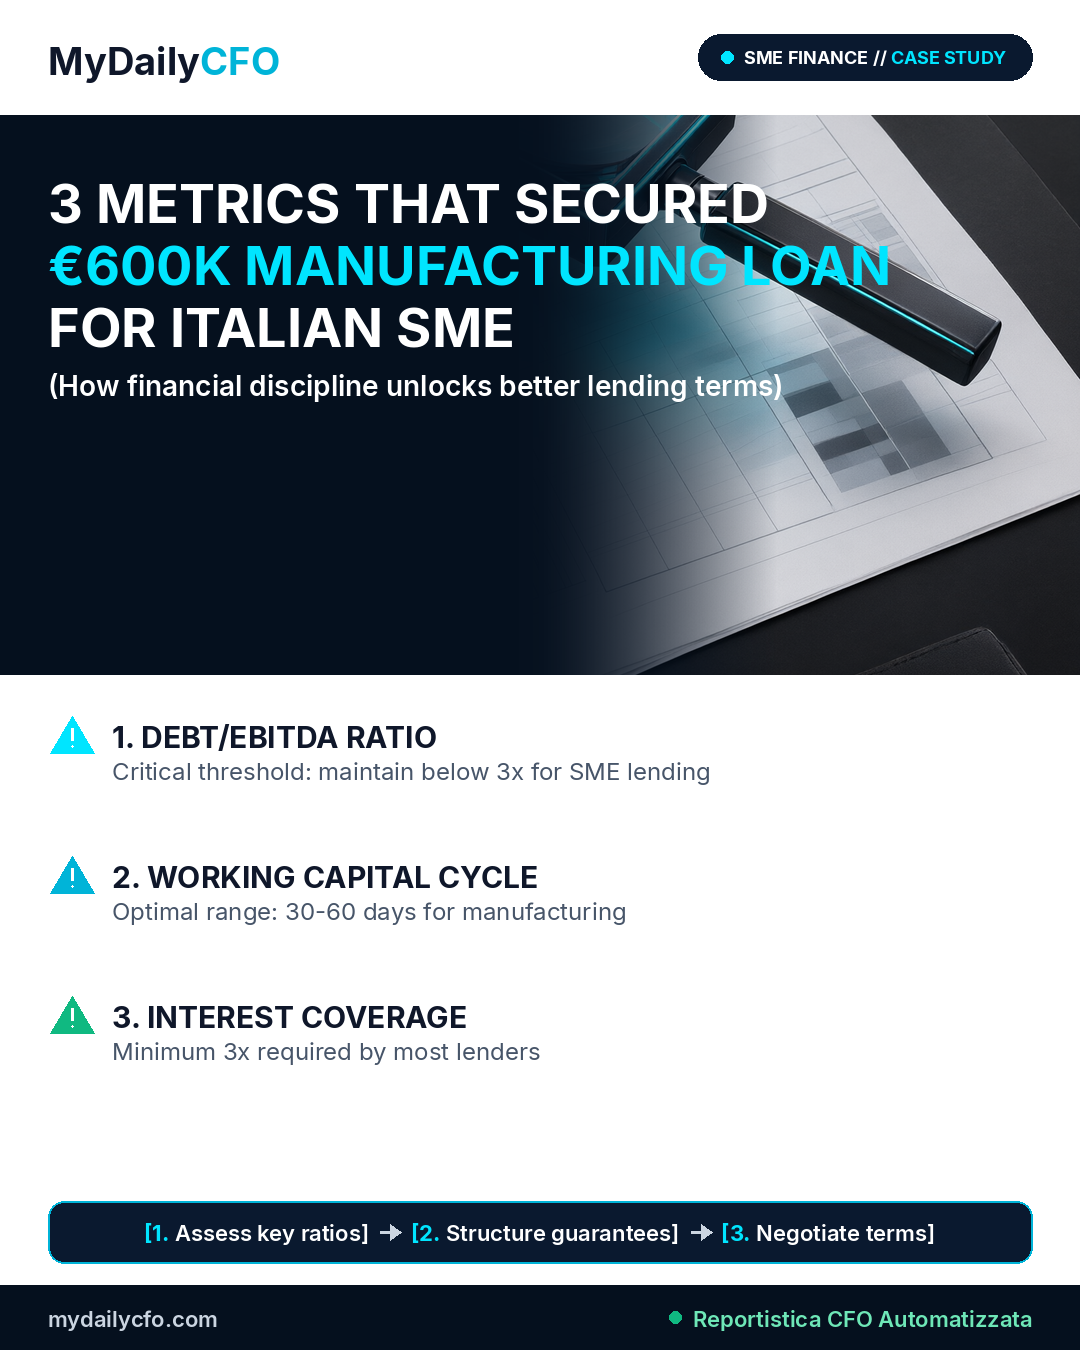 MyDailyCFO
SME FINANCE // CASE STUDY
3 METRICS THAT SECURED
€600K MANUFACTURING LOAN
FOR ITALIAN SME
(How financial discipline unlocks better lending terms)
1. DEBT/EBITDA RATIO
Critical threshold: maintain below 3x for SME lending
2. WORKING CAPITAL CYCLE
Optimal range: 30-60 days for manufacturing
3. INTEREST COVERAGE
Minimum 3x required by most lenders
[1. Assess key ratios] → [2. Structure guarantees] → [3. Negotiate terms]
mydailycfo.com
Reportistica CFO Automatizzata